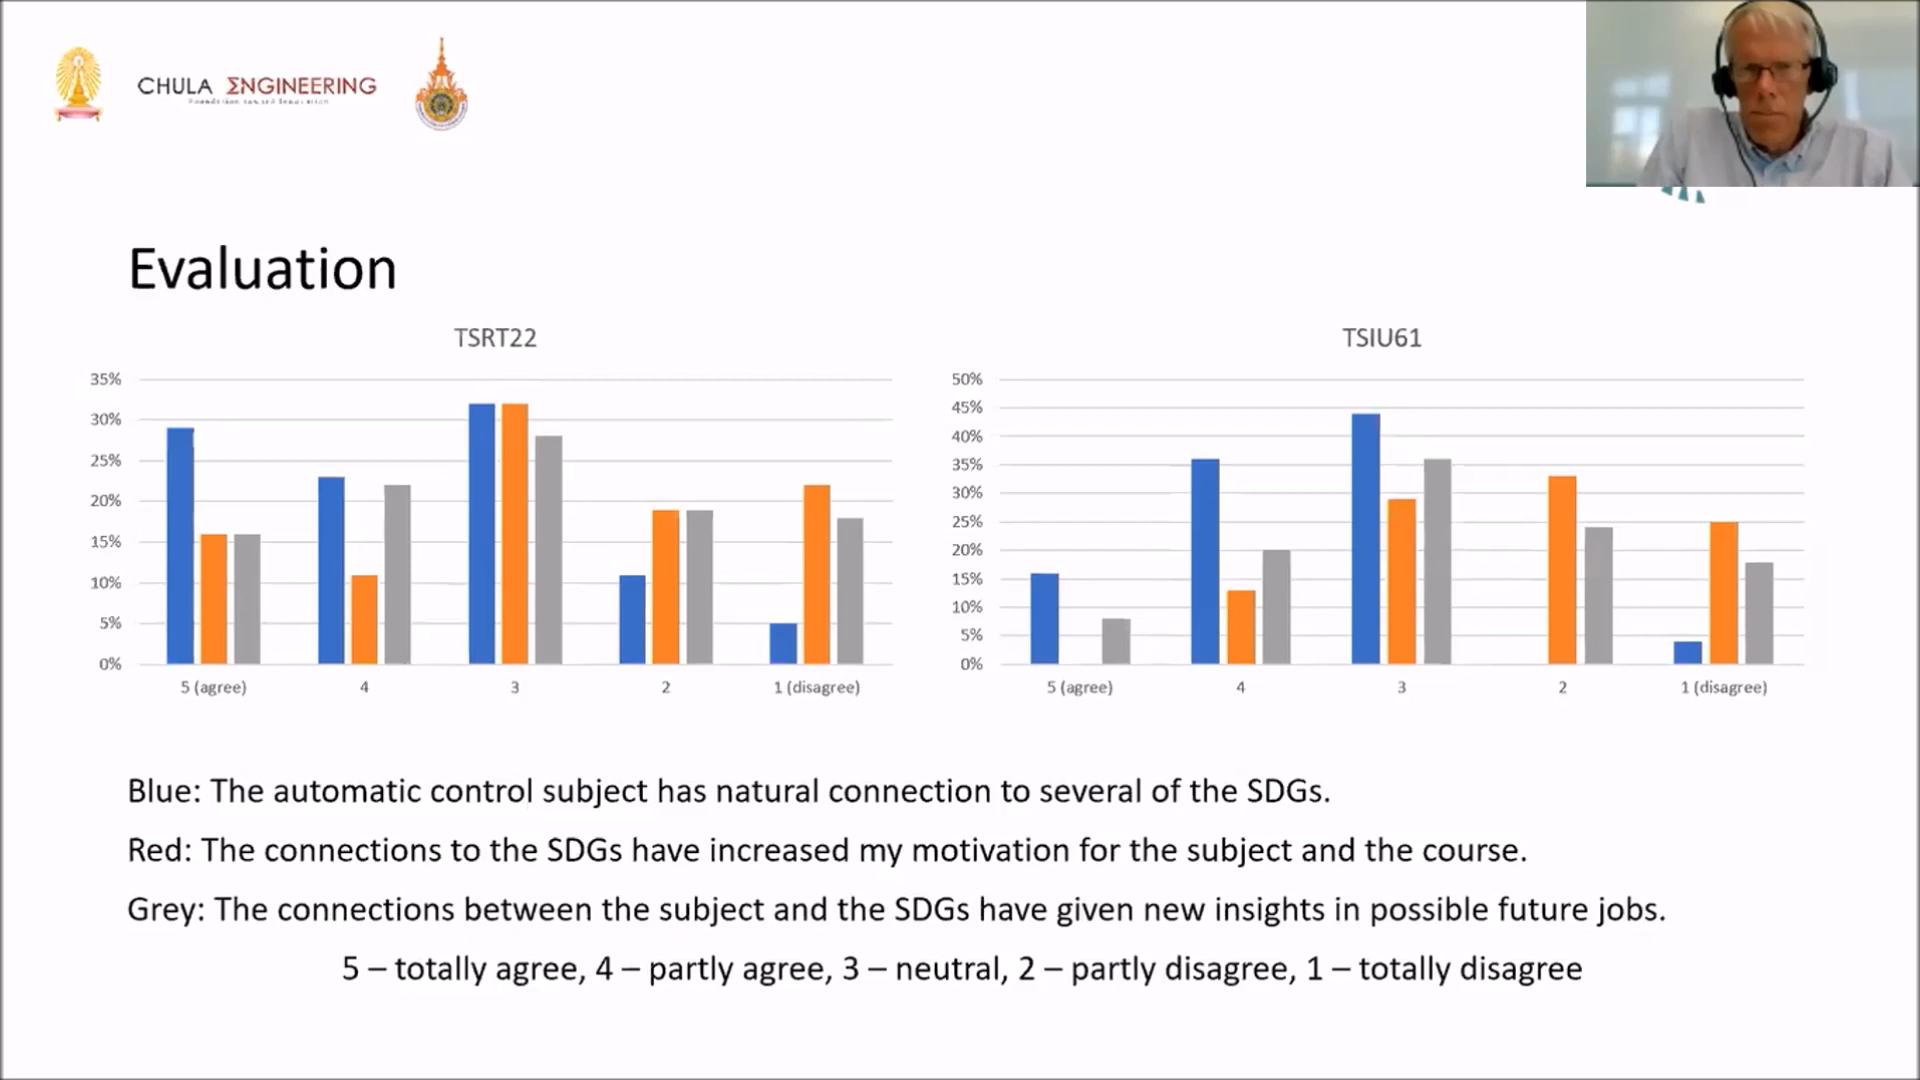 CHULA ΣNGINEERING
Foundation toward Innovation
Evaluation
TSRT22
35%
30%
25%
20%
15%
10%
5%
0%
5 (agree)
4
3
2
1 (disagree)
TSIU61
50%
45%
40%
35%
30%
25%
20%
15%
10%
5%
0%
5 (agree)
4
3
2
1 (disagree)
Blue: The automatic control subject has natural connection to several of the SDGs.
Red: The connections to the SDGs have increased my motivation for the subject and the course.
Grey: The connections between the subject and the SDGs have given new insights in possible future jobs.
5 – totally agree, 4 – partly agree, 3 – neutral, 2 – partly disagree, 1 – totally disagree